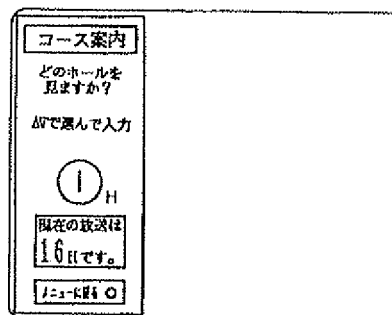 コース案内
どのホールを
見ますか?
△▽で選んで入力
1H
現在の放送は
16Hです。
メニューに戻る ○